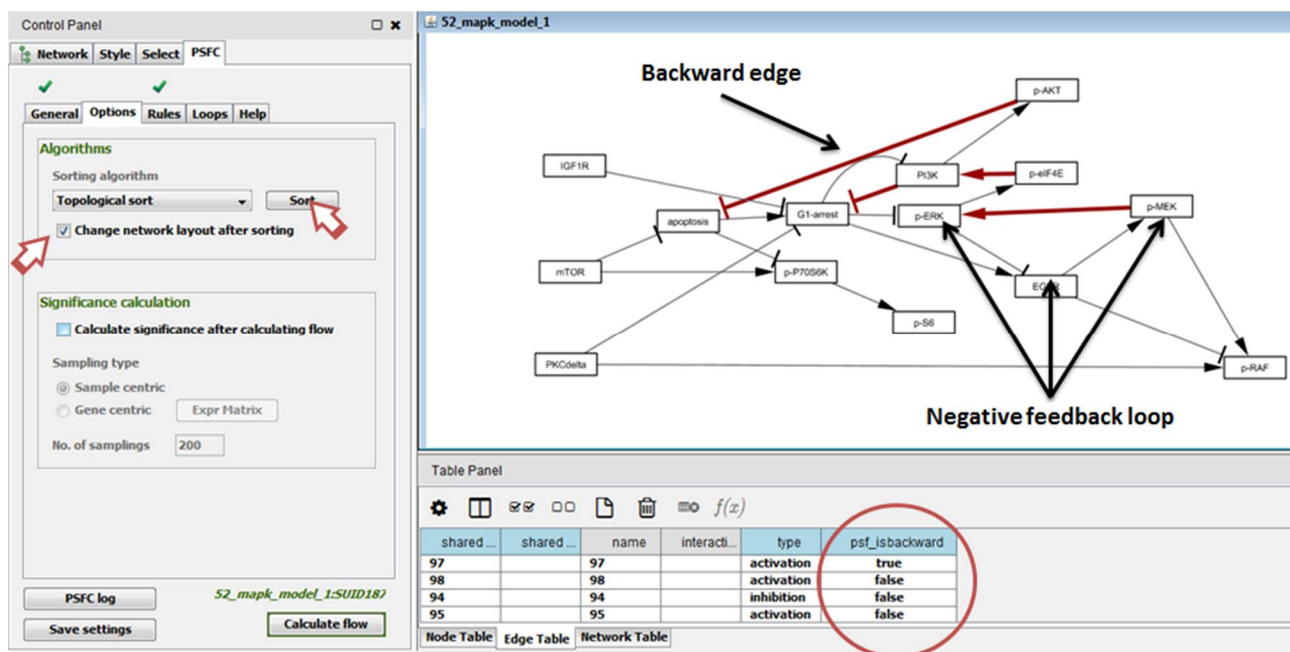 Control Panel
Network Style Select PSFC
General Options Rules Loops Help
Algorithms
Sorting algorithm
Topological sort Sort
Change network layout after sorting
Significance calculation
Calculate significance after calculating flow
Sampling type
Sample centric
Gene centric Expr Matrix
No. of samplings 200
PSFC log 52_mapk_model_1:SUID187
Save settings Calculate flow
52_mapk_model_1
Backward edge
p-AKT
IGF1R
PI3K
p-eIF4E
apoptosis
G1-arrest
p-ERK
p-MEK
mTOR
p-P70S6K
p-S6
PKCdelta
p-RAF
Negative feedback loop
Table Panel
f(x)
shared ... shared ... name interacti... type psf_isbackward
97 97 activation true
98 98 activation false
94 94 inhibition false
95 95 activation false
Node Table Edge Table Network Table